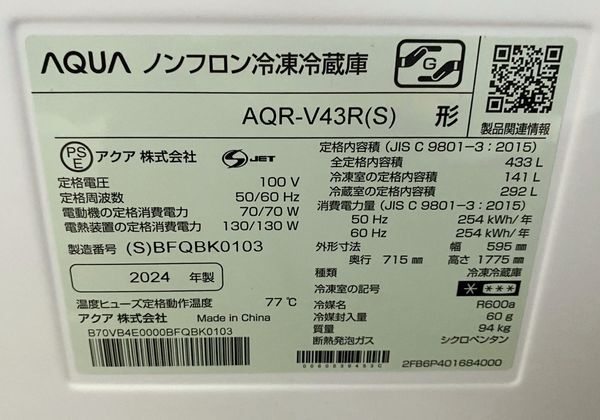 AQUA ノンフロン冷凍冷蔵庫
G
AQR-V43R(S) 形
製品関連情報
PS
E
アクア 株式会社
S JET
定格電圧 100 V
定格周波数 50/60 Hz
電動機の定格消費電力 70/70 W
電熱装置の定格消費電力 130/130 W
製造番号 (S)BFQBK0103
2024 年製
温度ヒューズ定格動作温度 77 ℃
アクア 株式会社 Made in China
B70VB4E0000BFQBK0103
定格内容積 (JIS C 9801-3 : 2015)
全定格内容積 433 L
冷凍室の定格内容積 141 L
冷蔵室の定格内容積 292 L
消費電力量 (JIS C 9801-3 : 2015)
50 Hz 254 kWh/ 年
60 Hz 254 kWh/ 年
外形寸法 幅 595 mm
奥行 715 mm 高さ 1775 mm
種類 冷凍冷蔵庫
冷凍室の記号 * ***
冷媒名 R600a
冷媒封入量 60 g
質量 94 kg
断熱発泡ガス シクロペンタン
2FB6P401684000